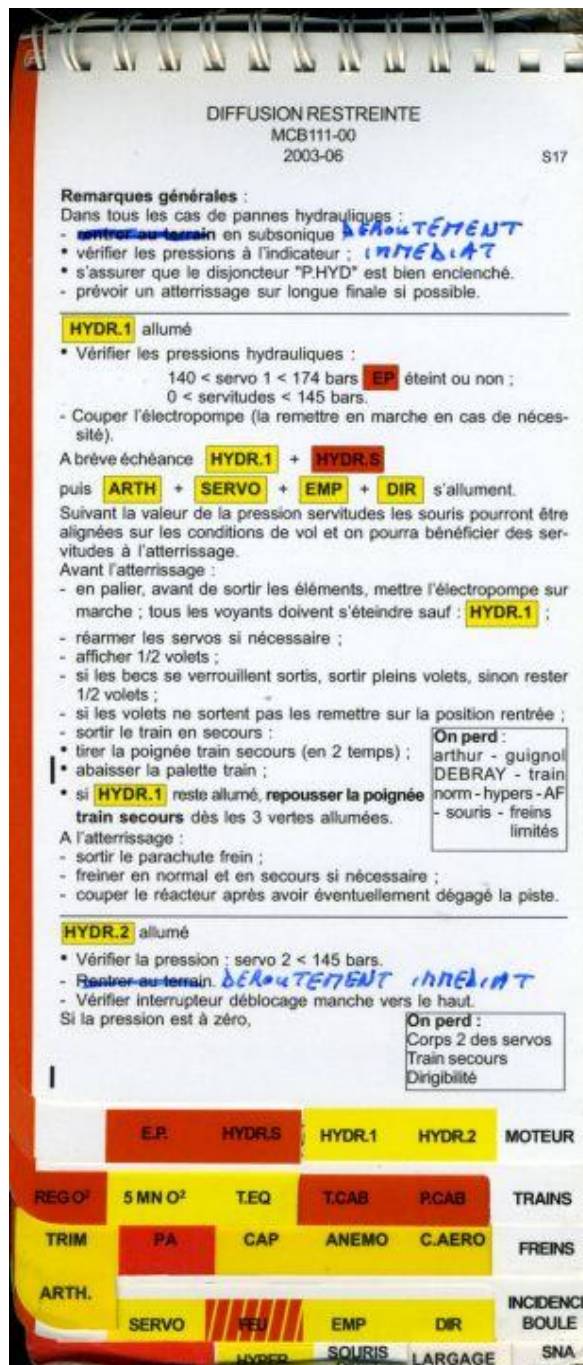 DIFFUSION RESTREINTE
MCB111-00
2003-06
S17
Remarques générales :
Dans tous les cas de pannes hydrauliques :
- rentrer au terrain en subsonique DÉROUTÉMENT
• vérifier les pressions à l'indicateur ; IMMÉDIAT
• s'assurer que le disjoncteur "P.HYD" est bien enclenché.
- prévoir un atterrissage sur longue finale si possible.
HYDR.1 allumé
• Vérifier les pressions hydrauliques :
140 < servo 1 < 174 bars EP éteint ou non ;
0 < servitudes < 145 bars.
- Couper l'électropompe (la remettre en marche en cas de néces-
sité).
A brève échéance HYDR.1 + HYDR.S
puis ARTH + SERVO + EMP + DIR s'allument.
Suivant la valeur de la pression servitudes les souris pourront être
alignées sur les conditions de vol et on pourra bénéficier des ser-
vitudes à l'atterrissage.
Avant l'atterrissage :
- en palier, avant de sortir les éléments, mettre l'électropompe sur
marche ; tous les voyants doivent s'éteindre sauf : HYDR.1 ;
- réarmer les servos si nécessaire ;
- afficher 1/2 volets ;
- si les becs se verrouillent sortis, sortir pleins volets, sinon rester
1/2 volets ;
- si les volets ne sortent pas les remettre sur la position rentrée ;
- sortir le train en secours :
• tirer la poignée train secours (en 2 temps) ;
• abaisser la palette train ;
• si HYDR.1 reste allumé, repousser la poignée
train secours dès les 3 vertes allumées.
On perd :
arthur - guignol
DEBRAY - train
norm - hypers - AF
- souris - freins
limités
A l'atterrissage :
- sortir le parachute frein ;
- freiner en normal et en secours si nécessaire ;
- couper le réacteur après avoir éventuellement dégagé la piste.
HYDR.2 allumé
• Vérifier la pression : servo 2 < 145 bars.
- Rentrer au terrain. DEROUTEMENT IMMEDIAT
- Vérifier interrupteur déblocage manche vers le haut.
Si la pression est à zéro,
On perd :
Corps 2 des servos
Train secours
Dirigibilité
E.P. HYDR.S HYDR.1 HYDR.2 MOTEUR
REG O² 5 MN O² T.EQ T.CAB P.CAB TRAINS
TRIM PA CAP ANEMO C.AERO FREINS
ARTH. SERVO FEU EMP DIR INCIDENCE BOULE
HYPER SOURIS LARGAGE SNA